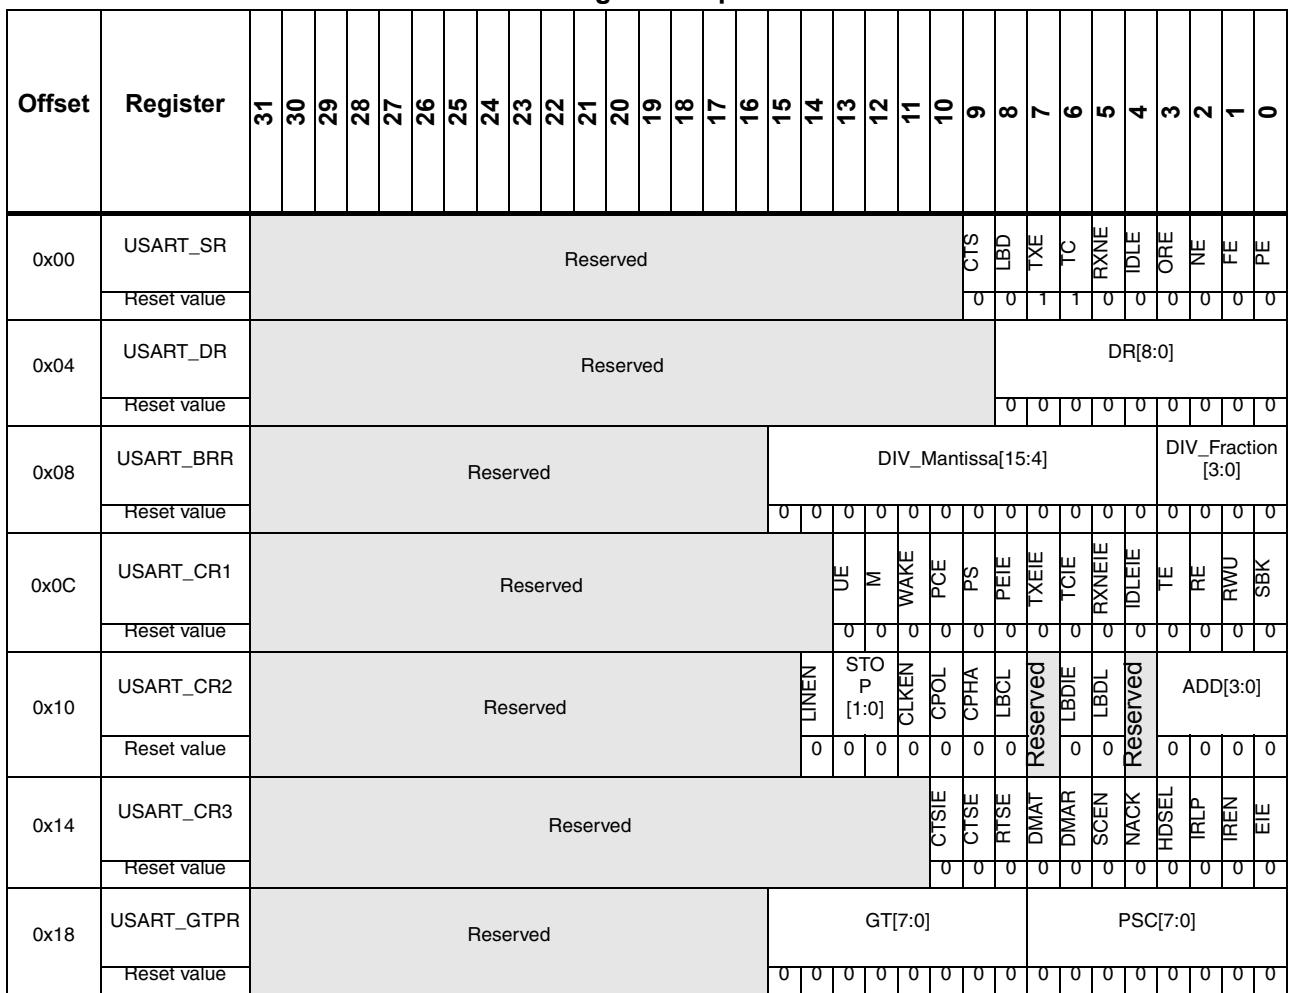 Offset Register 31 30 29 28 27 26 25 24 23 22 21 20 19 18 17 16 15 14 13 12 11 10 9 8 7 6 5 4 3 2 1 0
0x00 USART_SR Reserved CTS LBD TXE TC RXNE IDLE ORE NE FE PE
Reset value 0 0 1 1 0 0 0 0 0 0
0x04 USART_DR Reserved DR[8:0]
Reset value 0 0 0 0 0 0 0 0 0
0x08 USART_BRR Reserved DIV_Mantissa[15:4] DIV_Fraction
[3:0]
Reset value 0 0 0 0 0 0 0 0 0 0 0 0 0 0 0 0
0x0C USART_CR1 Reserved UE M WAKE PCE PS PEIE TXEIE TCIE RXNEIE IDLEIE TE RE RWU SBK
Reset value 0 0 0 0 0 0 0 0 0 0 0 0 0 0
0x10 USART_CR2 Reserved LINEN STO
P
[1:0] CLKEN CPOL CPHA LBCL Reserved LBDIE LBDL Reserved ADD[3:0]
Reset value 0 0 0 0 0 0 0 0 0 0 0 0 0
0x14 USART_CR3 Reserved CTSIE CTSE RTSE DMAT DMAR SCEN NACK HDSEL IRLP IREN EIE
Reset value 0 0 0 0 0 0 0 0 0 0 0
0x18 USART_GTPR Reserved GT[7:0] PSC[7:0]
Reset value 0 0 0 0 0 0 0 0 0 0 0 0 0 0 0 0